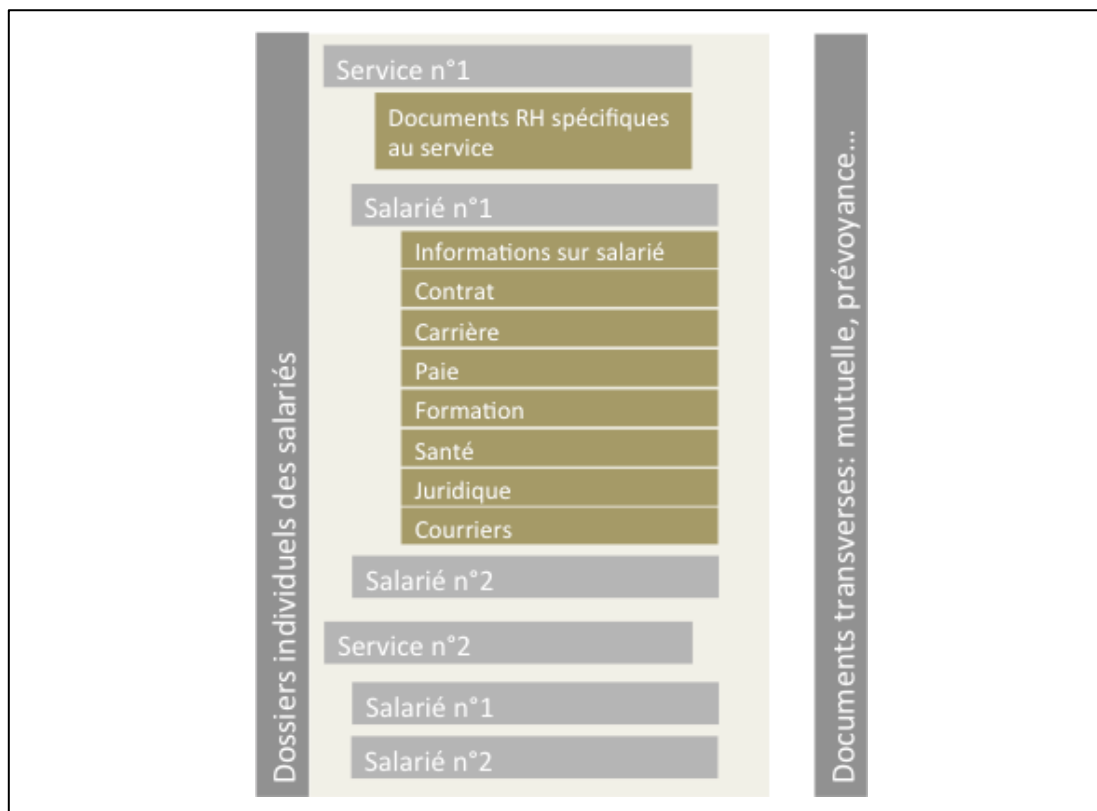 Dossiers individuels des salariés
Service n°1
Documents RH spécifiques
au service
Salarié n°1
Informations sur salarié
Contrat
Carrière
Paie
Formation
Santé
Juridique
Courriers
Salarié n°2
Service n°2
Salarié n°1
Salarié n°2
Documents transverses: mutuelle, prévoyance...